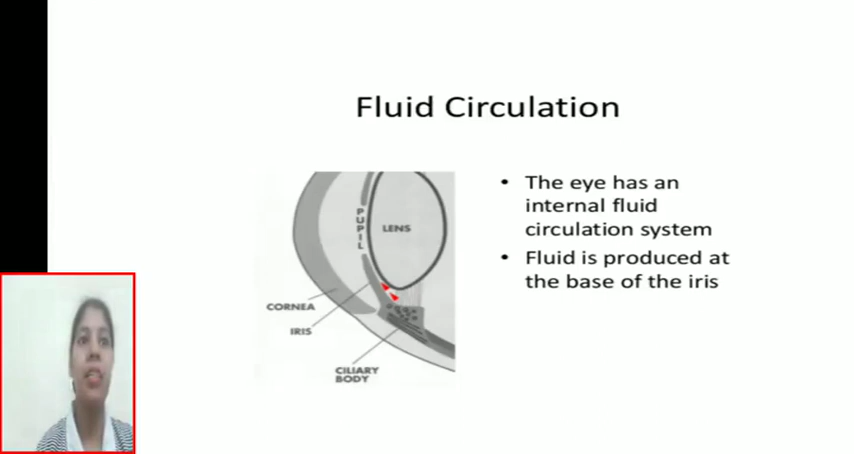 Fluid Circulation
PUPIL
LENS
CORNEA
IRIS
CILIARY
BODY
• The eye has an
internal fluid
circulation system
• Fluid is produced at
the base of the iris